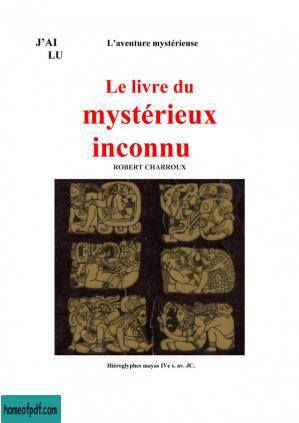 J'AI L'aventure mystérieuse
LU
Le livre du
mystérieux
inconnu
ROBERT CHARROUX
Hiéroglyphes mayas IVe s. av. JC.
homeofpdf.com